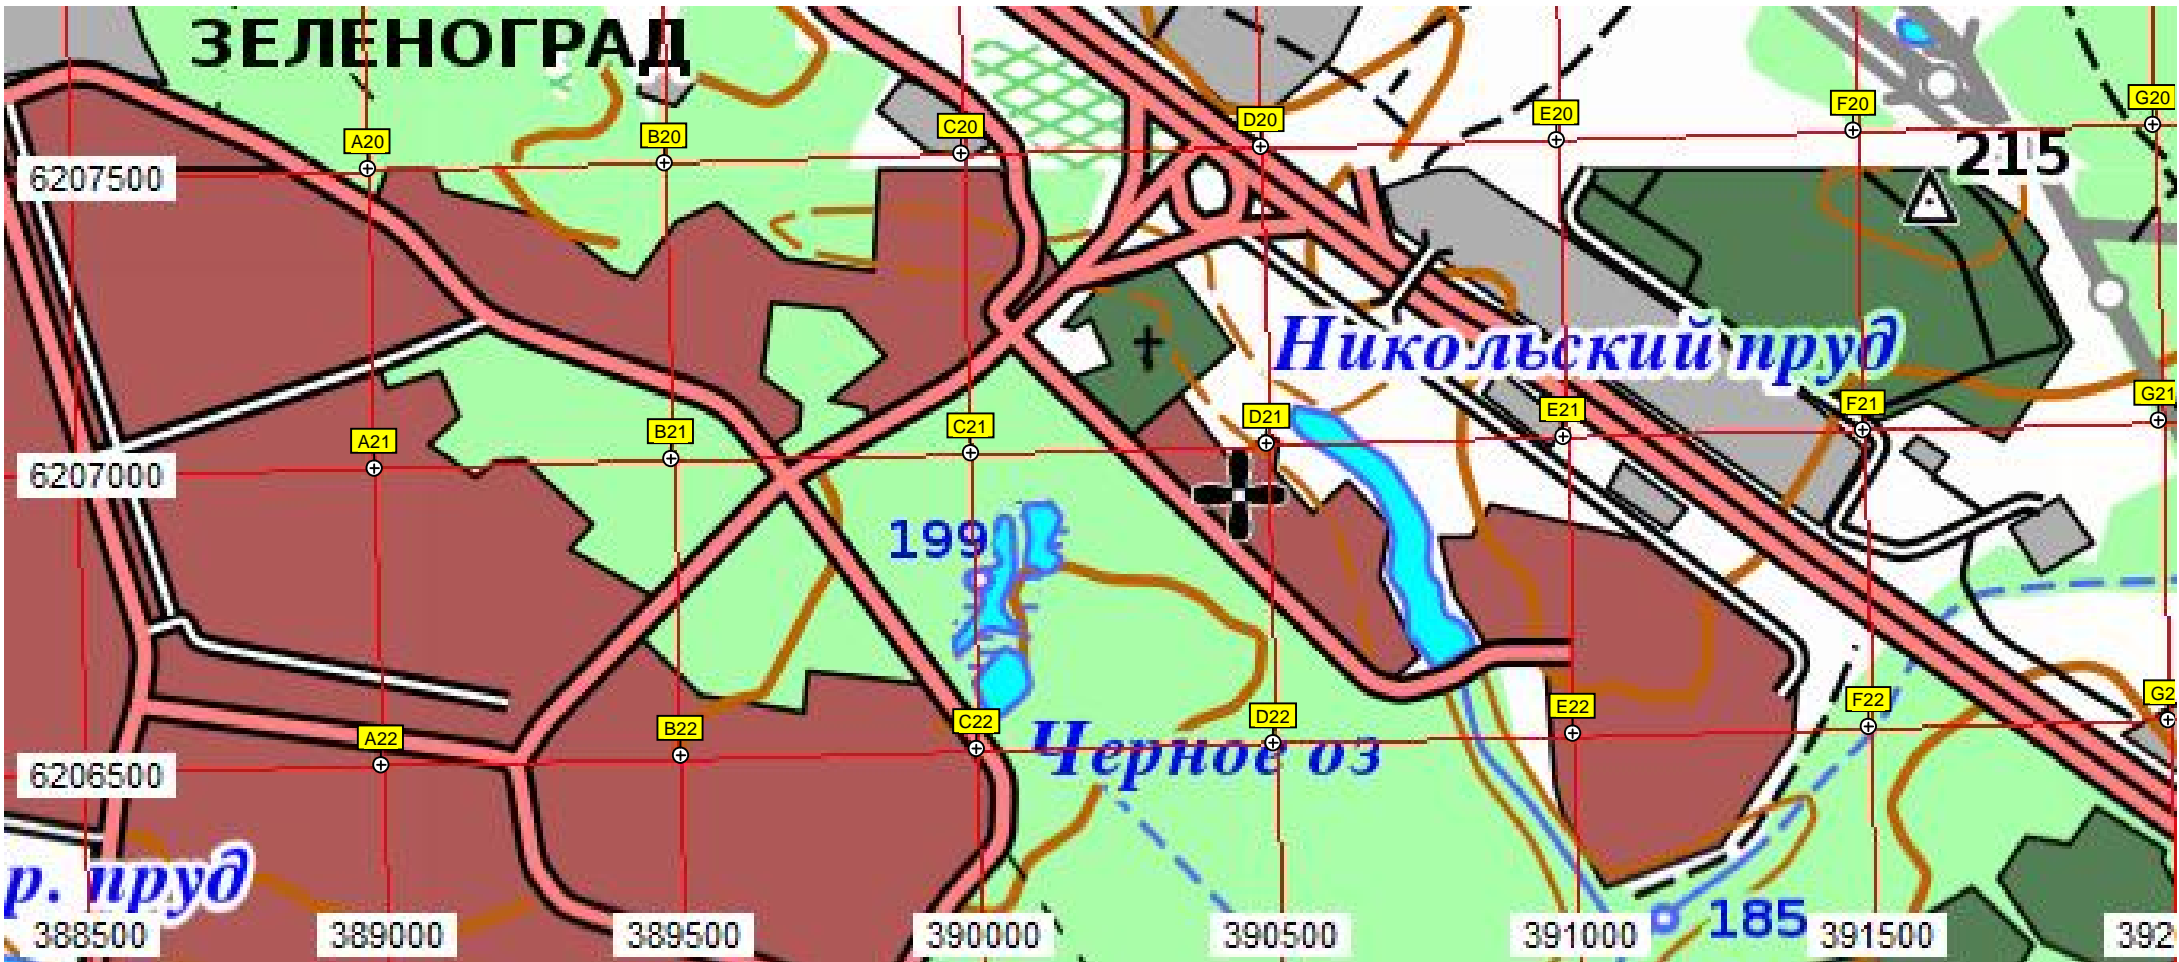 ЗЕЛЕНОГРАД
A20
B20
C20
D20
E20
F20
G20
215
6207500
Никольский пруд
A21
B21
C21
D21
E21
F21
G21
6207000
199
A22
B22
C22
D22
E22
F22
G2
Черное оз
6206500
р. пруд
185
388500
389000
389500
390000
390500
391000
391500
392